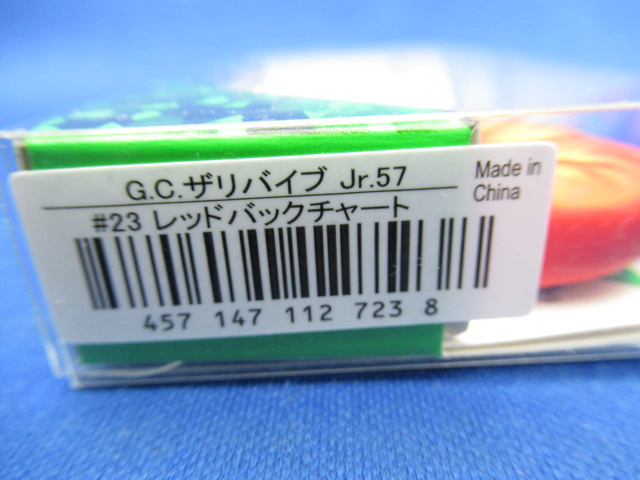 G.C.ザリバイブ Jr.57
#23 レッドバックチャート
Made in
China
457 147 112 723 8